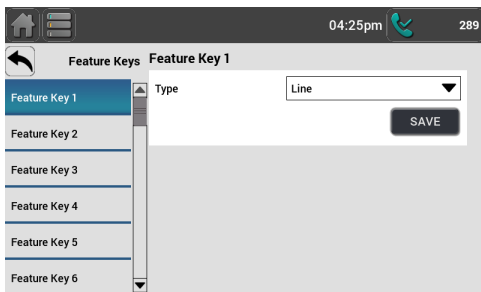 04:25pm 289
Feature Keys Feature Key 1
Feature Key 1
Type Line
SAVE
Feature Key 2
Feature Key 3
Feature Key 4
Feature Key 5
Feature Key 6